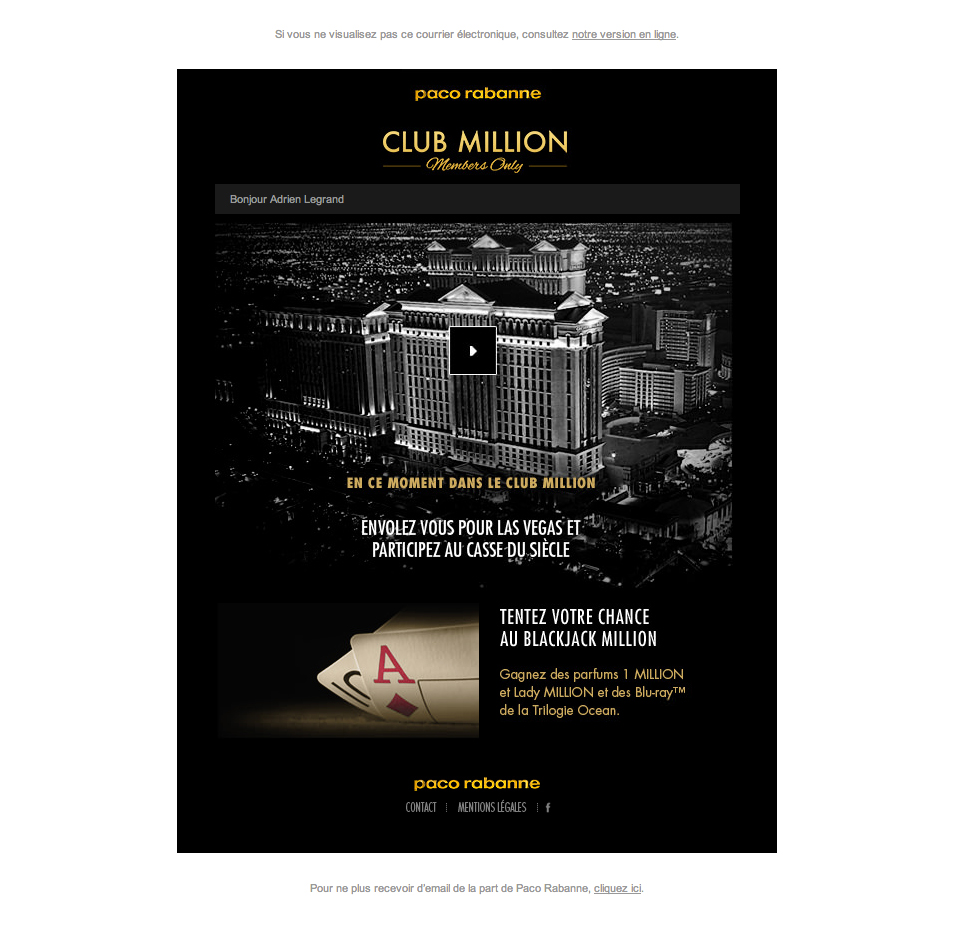 Si vous ne visualisez pas ce courrier électronique, consultez notre version en ligne.
paco rabanne
CLUB MILLION
Members Only
Bonjour Adrien Legrand
EN CE MOMENT DANS LE CLUB MILLION
ENVOLEZ VOUS POUR LAS VEGAS ET
PARTICIPEZ AU CASSE DU SIÈCLE
A
TENTEZ VOTRE CHANCE
AU BLACKJACK MILLION
Gagnez des parfums 1 MILLION
et Lady MILLION et des Blu-ray™
de la Trilogie Ocean.
paco rabanne
CONTACT MENTIONS LÉGALES f
Pour ne plus recevoir d'email de la part de Paco Rabanne, cliquez ici.